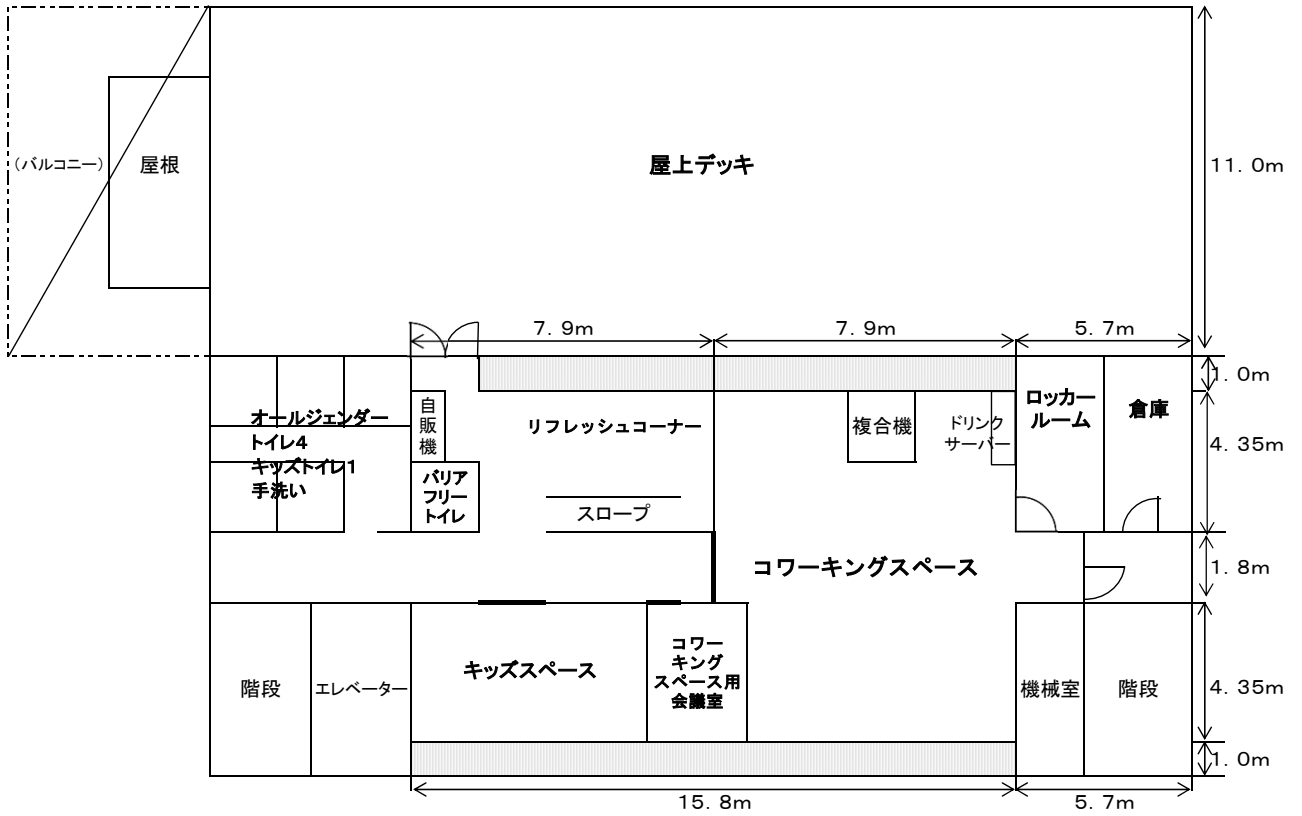 屋上デッキ
(バルコニー)
屋根
11. 0m
7. 9m
7. 9m
5. 7m
1. 0m
オールジェンダー
トイレ4
キッズトイレ1
手洗い
自
販
機
リフレッシュコーナー
複合機
ドリンク
サーバー
ロッカー
ルーム
倉庫
4. 35m
バリア
フリー
トイレ
スロープ
コワーキングスペース
1. 8m
階段
エレベーター
キッズスペース
コワー
キング
スペース用
会議室
機械室
階段
4. 35m
1. 0m
15. 8m
5. 7m